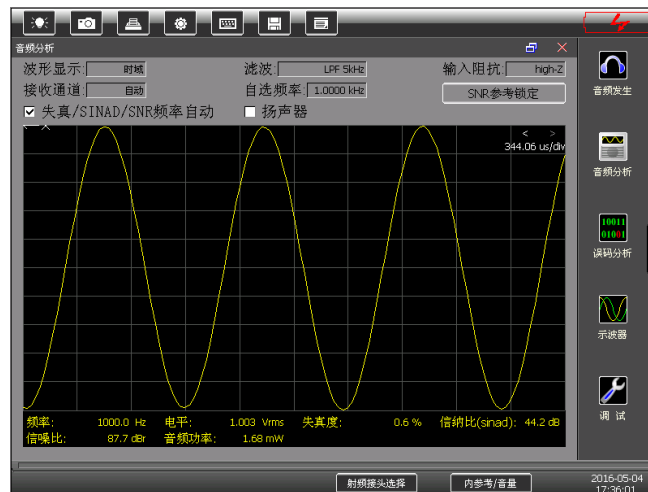 音频分析
波形显示: 时域 滤波: LPF 5kHz 输入阻抗: high-Z
接收通道: 自动 自选频率: 1.0000 kHz SNR参考锁定
失真/SINAD/SNR频率自动 扬声器
< >
344.06 us/div
频率: 1000.0 Hz 电平: 1.003 Vrms 失真度: 0.6 % 信纳比(sinad): 44.2 dB
信噪比: 87.7 dBr 音频功率: 1.68 mW
音频发生
音频分析
10011
01001
误码分析
示波器
调 试
射频接头选择 内参考/音量 2016-05-04
17:36:01